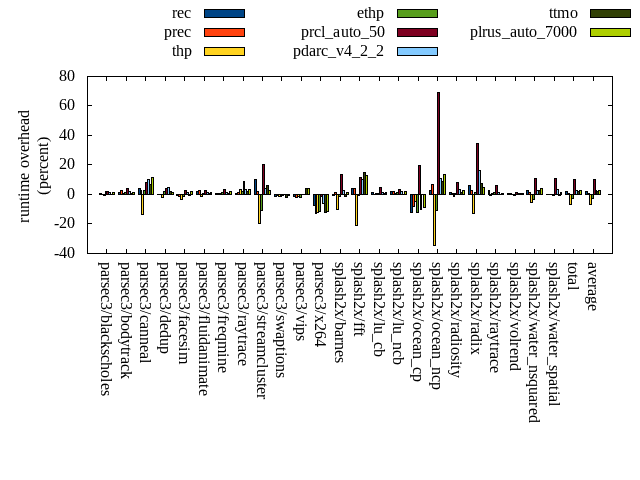 rec
prec
thp
ethp
prcl_auto_50
pdarc_v4_2_2
ttmo
plrus_auto_7000
runtime overhead
(percent)
80
60
40
20
0
-20
-40
parsec3/blackscholes
parsec3/bodytrack
parsec3/canneal
parsec3/dedup
parsec3/facesim
parsec3/fluidanimate
parsec3/freqmine
parsec3/raytrace
parsec3/streamcluster
parsec3/swaptions
parsec3/vips
parsec3/x264
splash2x/barnes
splash2x/fft
splash2x/lu_cb
splash2x/lu_ncb
splash2x/ocean_cp
splash2x/ocean_ncp
splash2x/radiosity
splash2x/radix
splash2x/raytrace
splash2x/volrend
splash2x/water_nsquared
splash2x/water_spatial
total
average